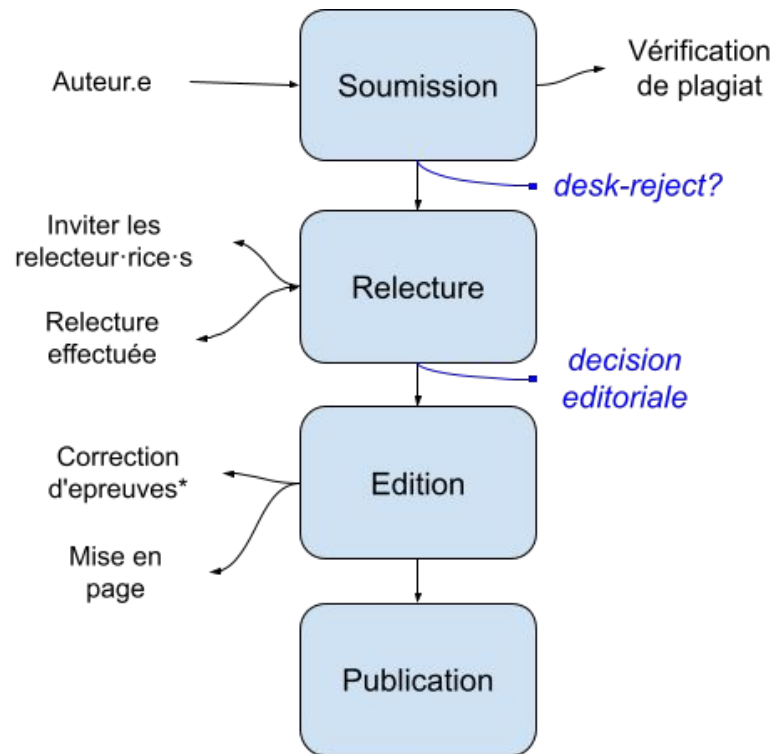 Auteur.e
Soumission
Vérification
de plagiat
desk-reject?
Inviter les
relecteur·rice·s
Relecture
Relecture
effectuée
decision
editoriale
Correction
d'epreuves*
Edition
Mise en
page
Publication